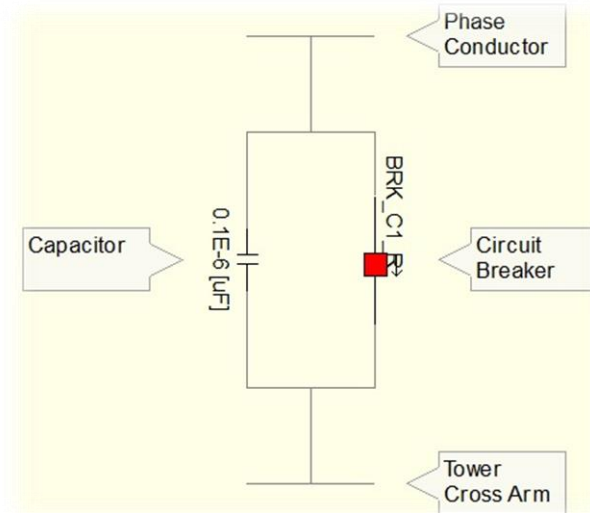 Phase
Conductor
BRK_C1_R
0.1E-6 [uF]
Capacitor
Circuit
Breaker
Tower
Cross Arm